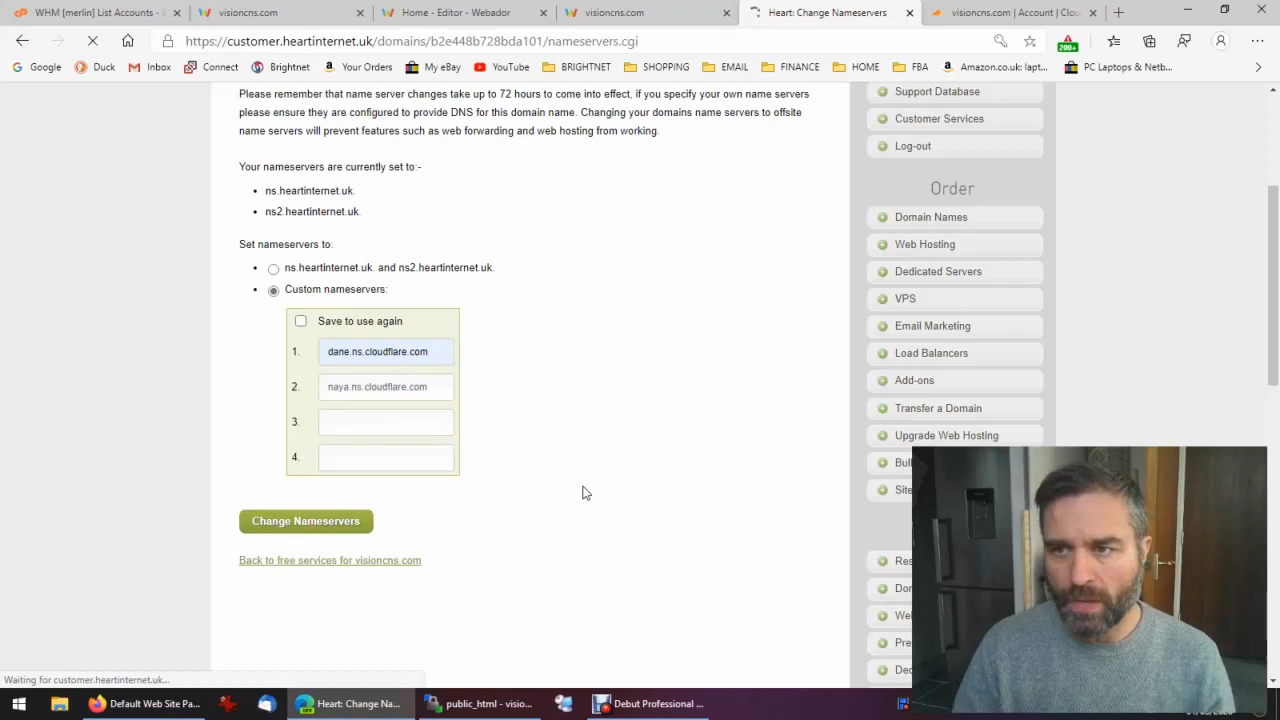 WHM [merlin] List Accounts -
visioncns.com
Home - Editor - Webador
visioncns.com
Heart: Change Nameservers
visioncns.com | Account | Clou
https://customer.heartinternet.uk/domains/b2e448b728bda101/nameservers.cgi
200+
Google
Duck
Inbox
Connect
Brightnet
Your Orders
My eBay
YouTube
BRIGHTNET
SHOPPING
EMAIL
FINANCE
HOME
FBA
Amazon.co.uk: lapt...
PC Laptops & Netb...
Please remember that name server changes take up to 72 hours to come into effect, if you specify your own name servers
please ensure they are configured to provide DNS for this domain name. Changing your domains name servers to offsite
name servers will prevent features such as web forwarding and web hosting from working.
Your nameservers are currently set to:-
ns.heartinternet.uk.
ns2.heartinternet.uk.
Set nameservers to:
ns.heartinternet.uk. and ns2.heartinternet.uk.
Custom nameservers:
Save to use again
1. dane.ns.cloudflare.com
2. naya.ns.cloudflare.com
3.
4.
Change Nameservers
Back to free services for visioncns.com
Support Database
Customer Services
Log-out
Order
Domain Names
Web Hosting
Dedicated Servers
VPS
Email Marketing
Load Balancers
Add-ons
Transfer a Domain
Upgrade Web Hosting
Bul
Site
Res
Don
Wel
Pre
Dec
Waiting for customer.heartinternet.uk...
Default Web Site Pa...
Heart: Change Na...
public_html - visio...
Debut Professional ...